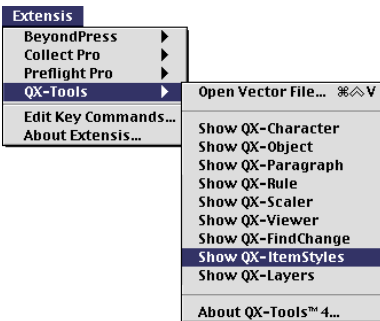 Extensis
BeyondPress
Collect Pro
Preflight Pro
QX-Tools
Edit Key Commands...
About Extensis...
Open Vector File... ⌘⌃V
Show QX-Character
Show QX-Object
Show QX-Paragraph
Show QX-Rule
Show QX-Scaler
Show QX-Viewer
Show QX-FindChange
Show QX-ItemStyles
Show QX-Layers
About QX-Tools™ 4...